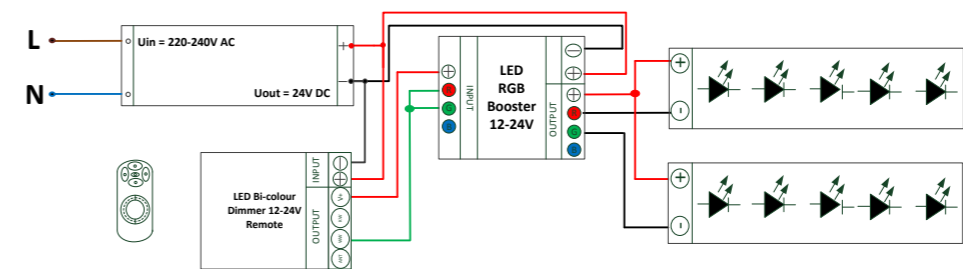 L
N
Uin = 220-240V AC
+
−
Uout = 24V DC
LED
RGB
Booster
12-24V
INPUT
OUTPUT
+
R
G
B
−
+
+
R
G
B
LED Bi-colour
Dimmer 12-24V
Remote
INPUT
OUTPUT
−
+
V+
ANT
+
-
+
-